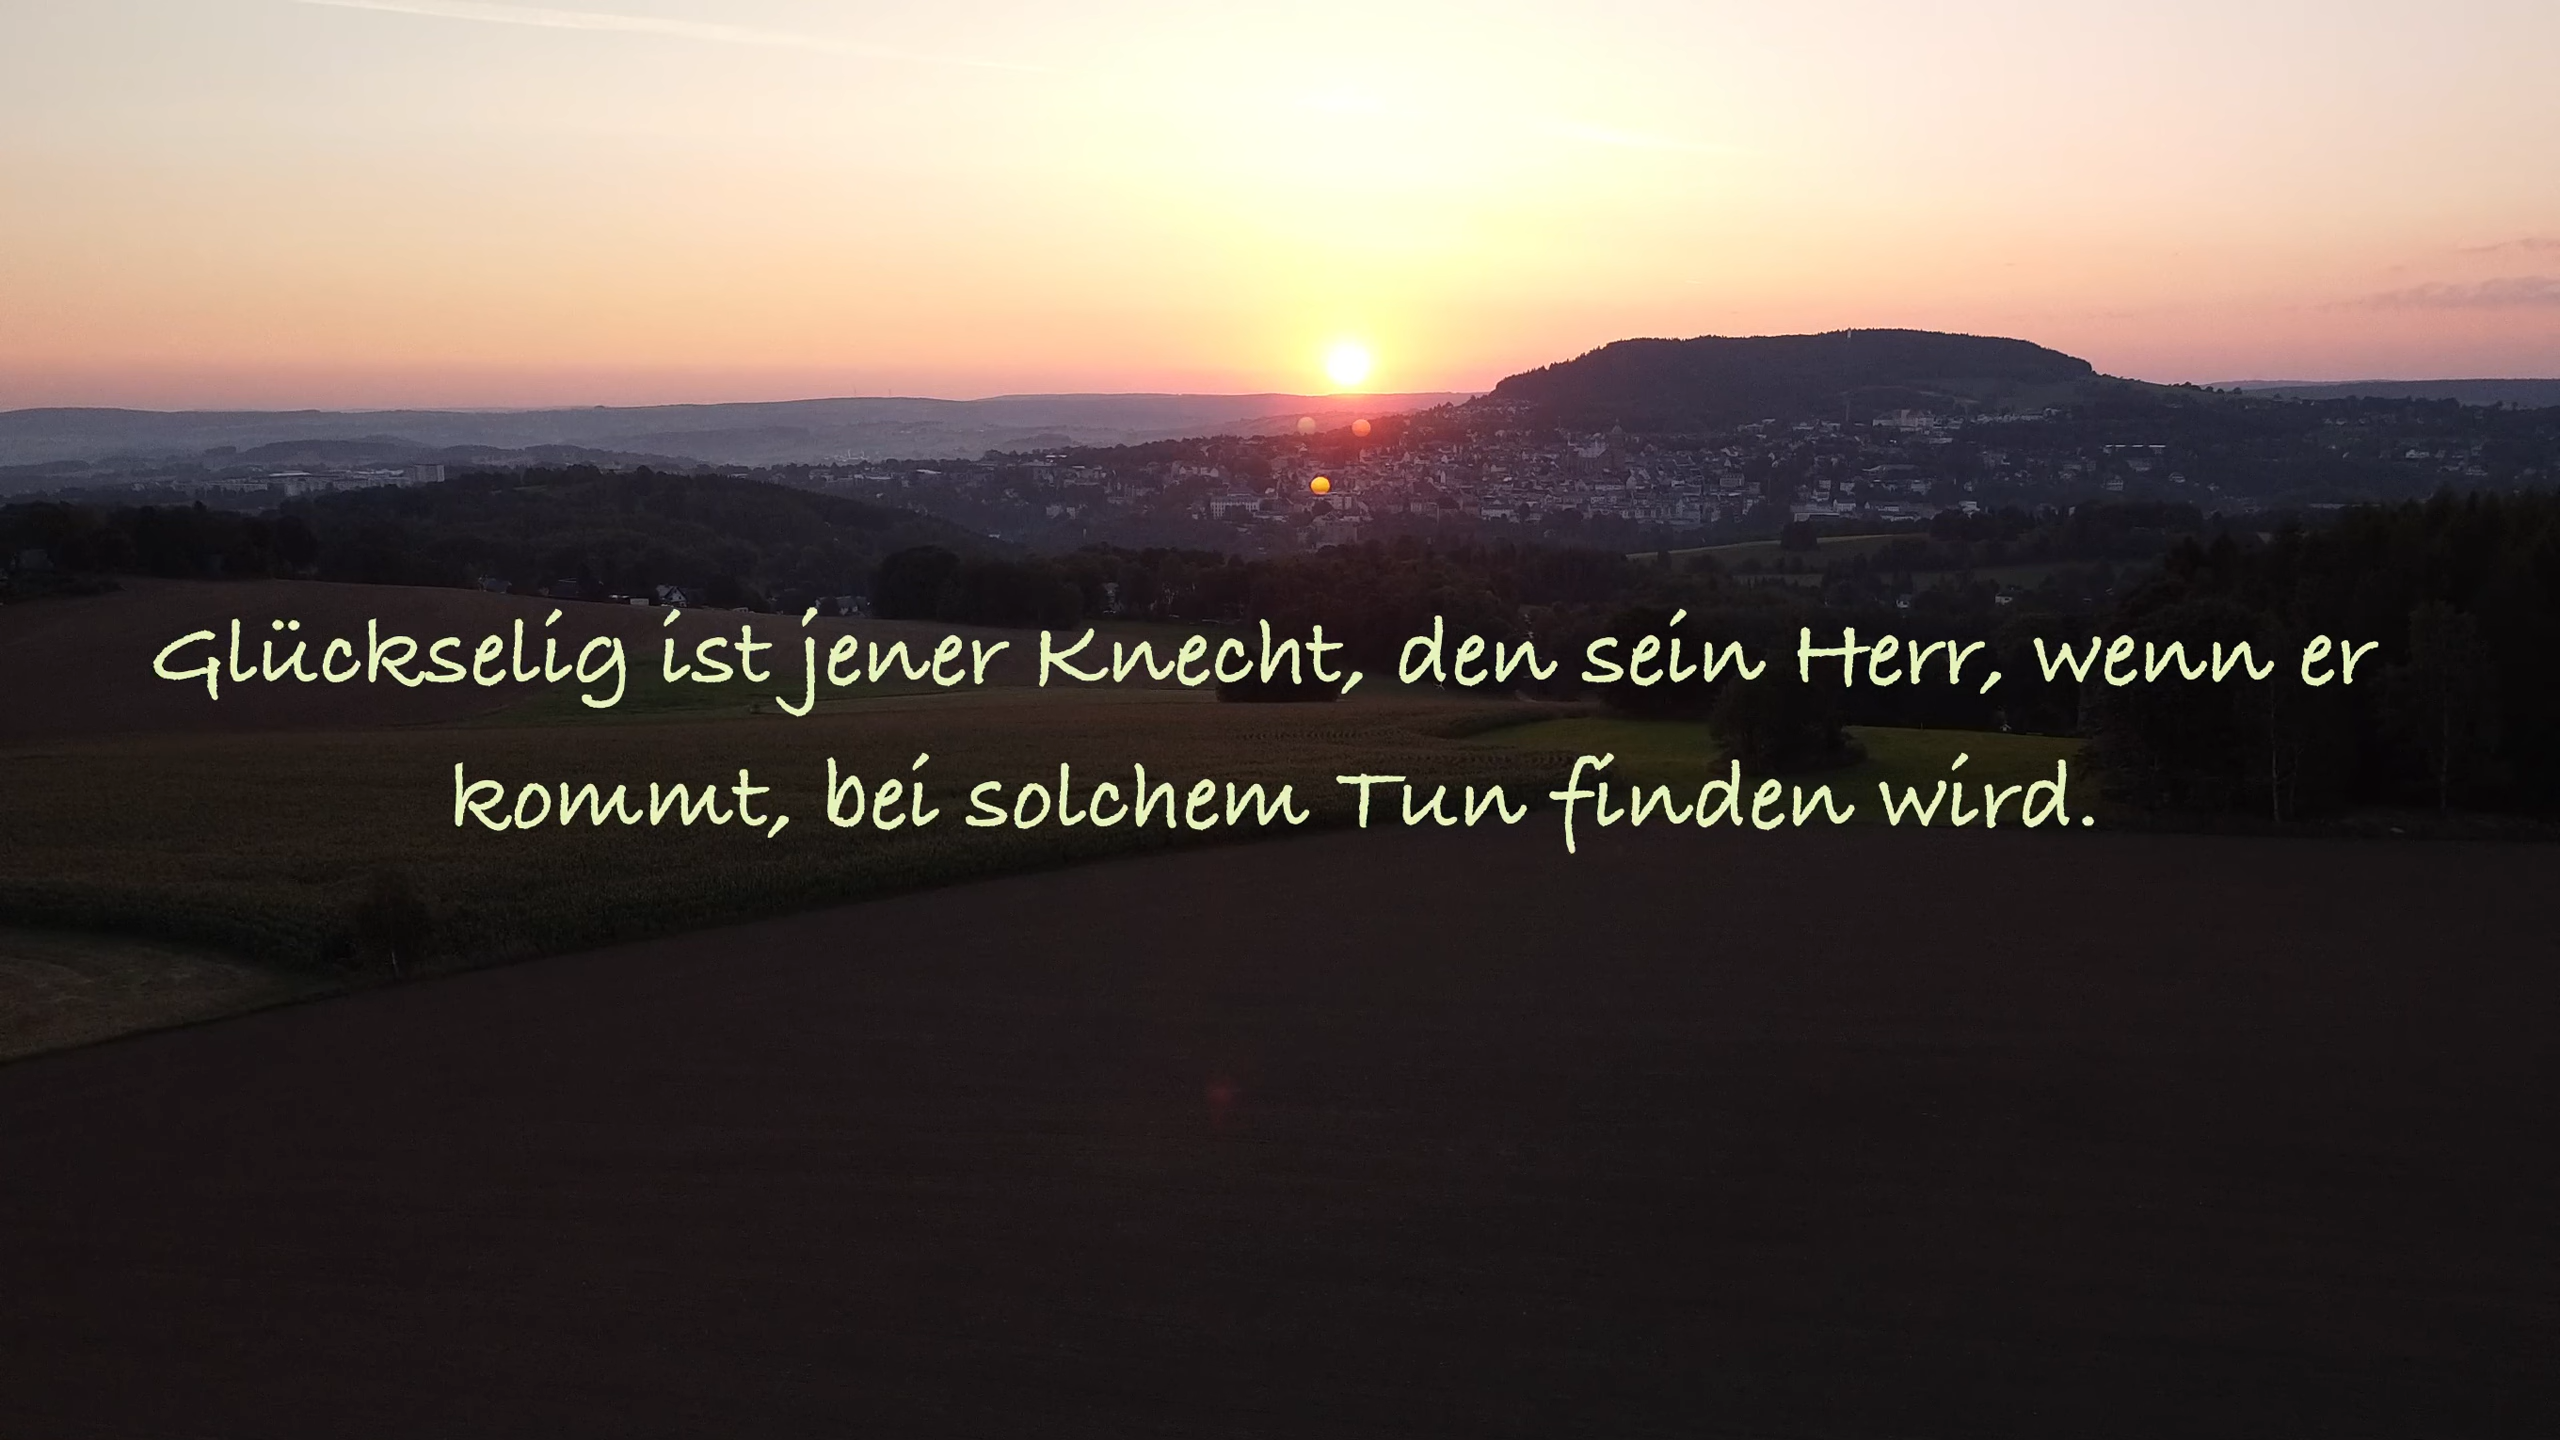 Glückselig ist jener Knecht, den sein Herr, wenn er
kommt, bei solchem Tun finden wird.